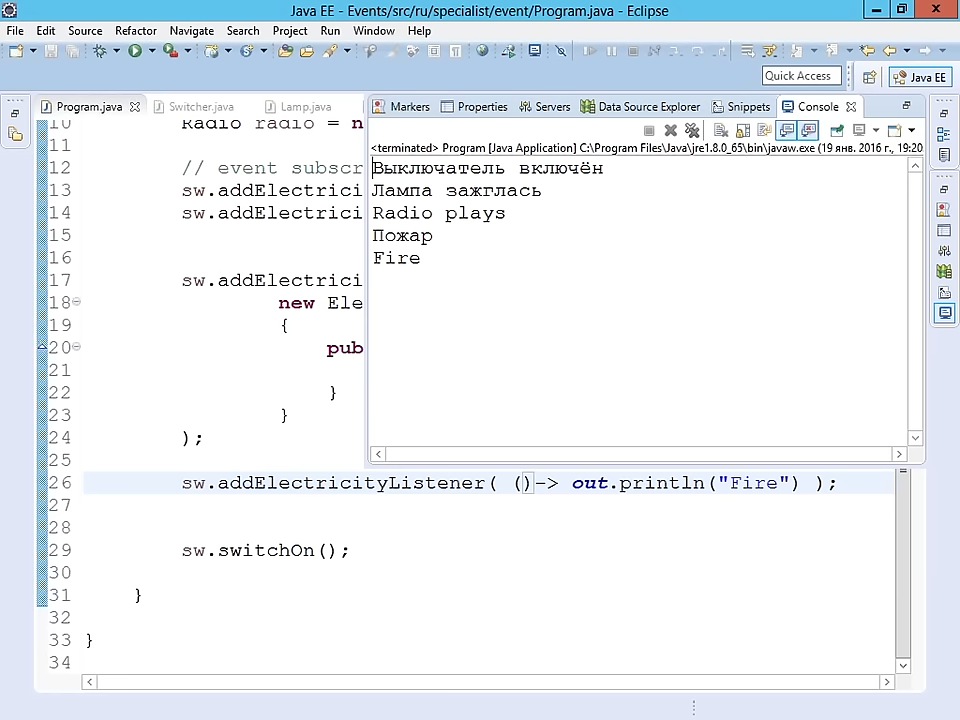 Java EE - Events/src/ru/specialist/event/Program.java - Eclipse
File Edit Source Refactor Navigate Search Project Run Window Help
Quick Access
Java EE
Program.java Switcher.java Lamp.java
Markers Properties Servers Data Source Explorer Snippets Console
<terminated> Program [Java Application] C:\Program Files\Java\jre1.8.0_65\bin\javaw.exe (19 янв. 2016 г., 19:20
Выключатель включён
Лампа зажглась
Radio plays
Пожар
Fire
10 Radio radio = n
11
12 // event subscr
13 sw.addElectrici
14 sw.addElectrici
15
16
17 sw.addElectrici
18 new Ele
19 {
20 pub
21
22 }
23 }
24 );
25
26 sw.addElectricityListener( ()-> out.println("Fire") );
27
28
29 sw.switchOn();
30
31 }
32
33 }
34